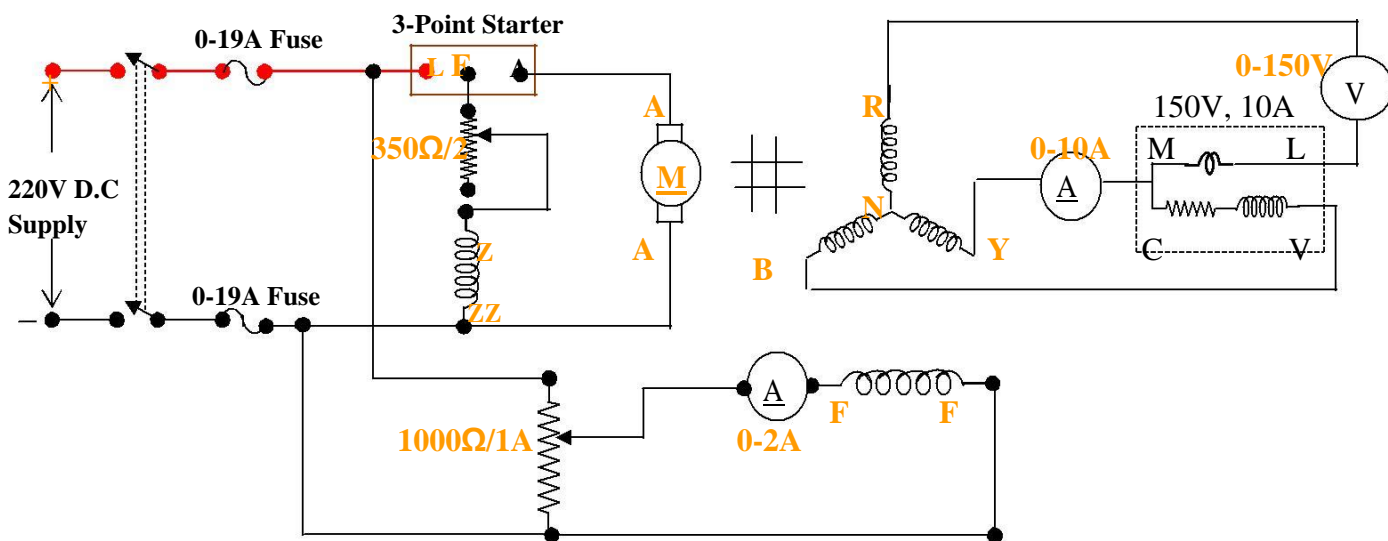 3-Point Starter
0-19A Fuse
+
L F A
0-150V
V
150V, 10A
R
A
350Ω/2
0-10A
M L
A
M
220V D.C
Supply
N
Z
A
B
Y
C V
0-19A Fuse
ZZ
–
A
F F
1000Ω/1A
0-2A